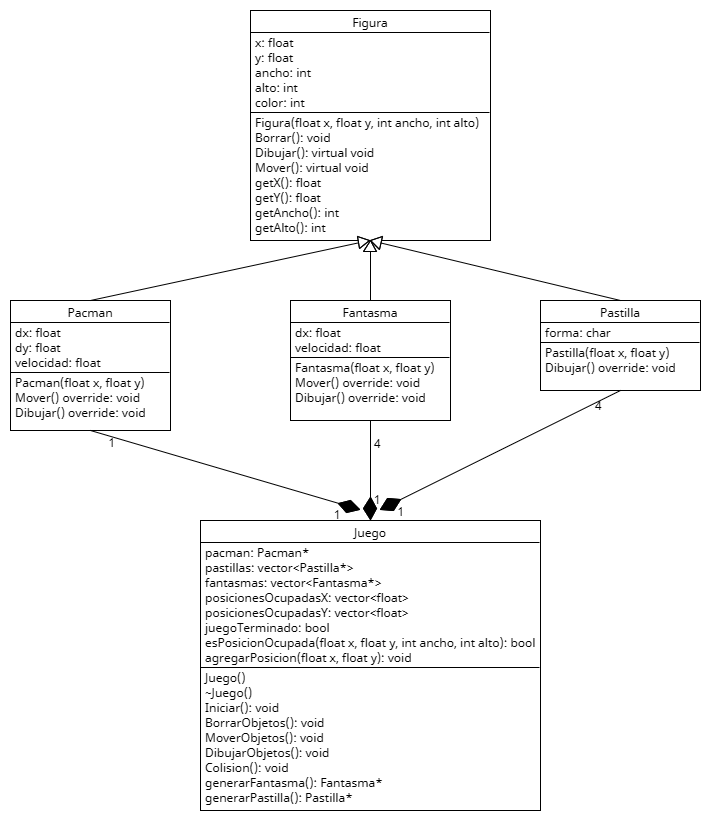 Figura
x: float
y: float
ancho: int
alto: int
color: int
Figura(float x, float y, int ancho, int alto)
Borrar(): void
Dibujar(): virtual void
Mover(): virtual void
getX(): float
getY(): float
getAncho(): int
getAlto(): int
Pacman
dx: float
dy: float
velocidad: float
Pacman(float x, float y)
Mover() override: void
Dibujar() override: void
Fantasma
dx: float
velocidad: float
Fantasma(float x, float y)
Mover() override: void
Dibujar() override: void
Pastilla
forma: char
Pastilla(float x, float y)
Dibujar() override: void
1
4
4
1
1
1
Juego
pacman: Pacman*
pastillas: vector<Pastilla*>
fantasmas: vector<Fantasma*>
posicionesOcupadasX: vector<float>
posicionesOcupadasY: vector<float>
juegoTerminado: bool
esPosicionOcupada(float x, float y, int ancho, int alto): bool
agregarPosicion(float x, float y): void
Juego()
~Juego()
Iniciar(): void
BorrarObjetos(): void
MoverObjetos(): void
DibujarObjetos(): void
Colision(): void
generarFantasma(): Fantasma*
generarPastilla(): Pastilla*